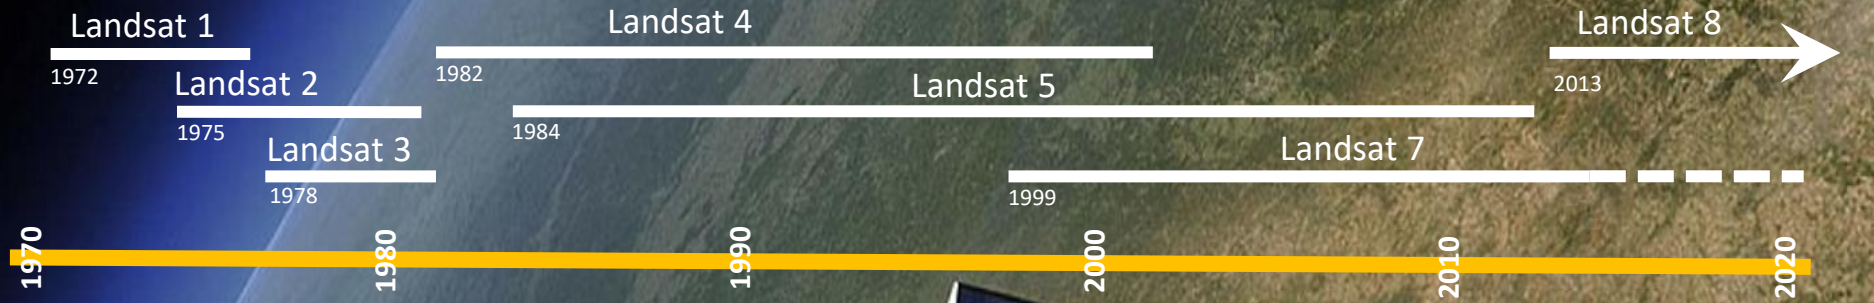 Landsat 1
1972
Landsat 2
1975
Landsat 3
1978
Landsat 4
1982
Landsat 5
1984
Landsat 7
1999
Landsat 8
2013
1970
1980
1990
2000
2010
2020